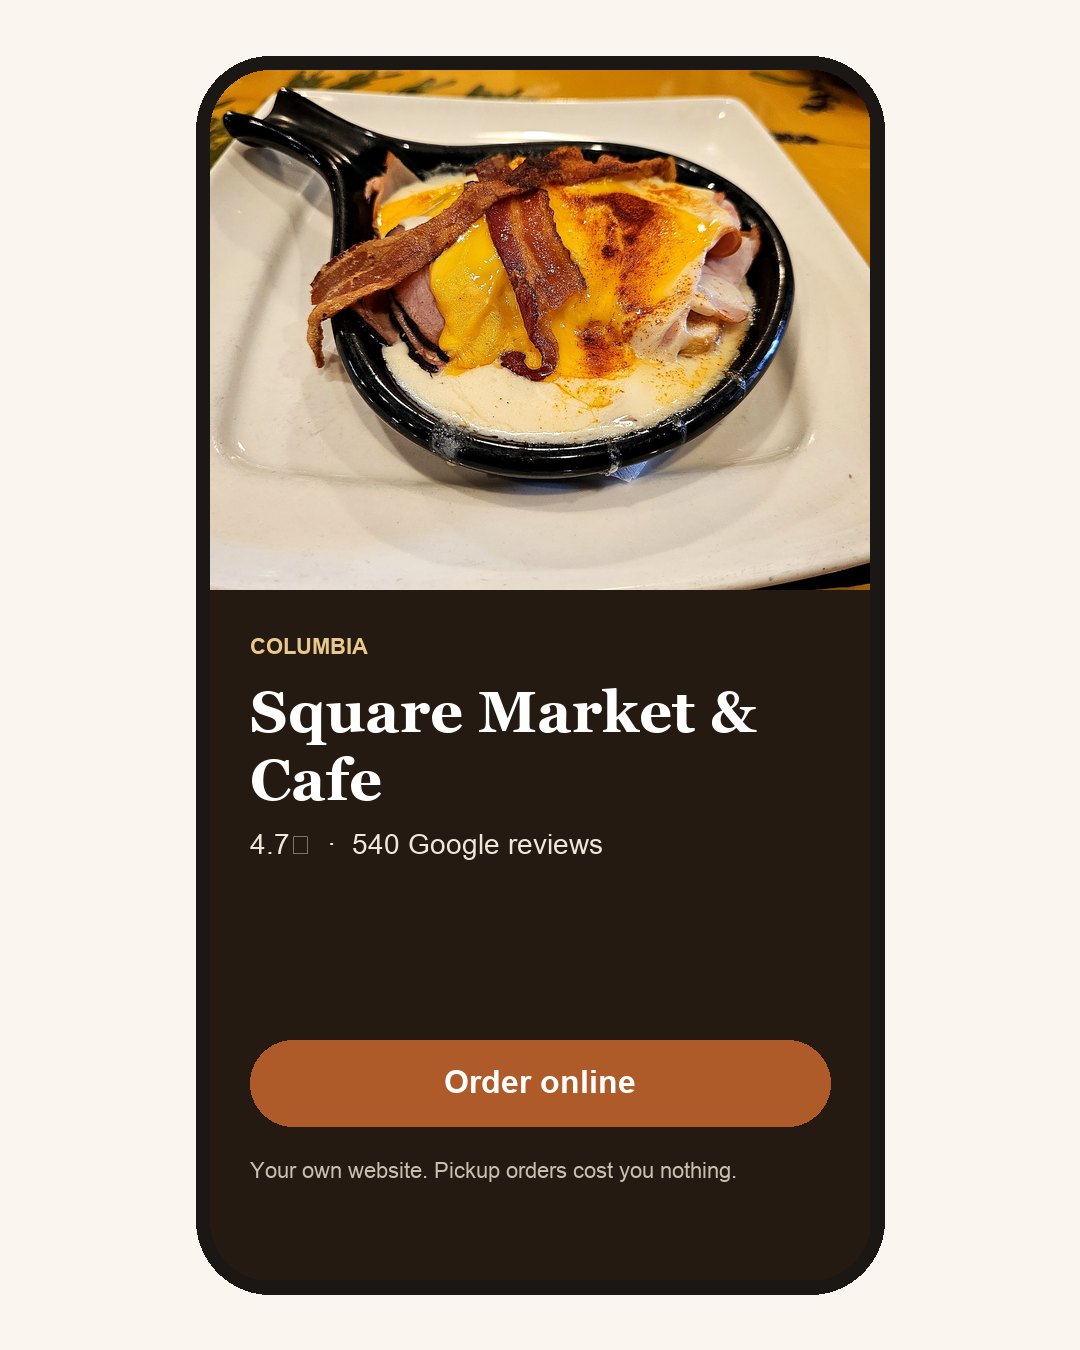 COLUMBIA
Square Market &
Cafe
4.7□ · 540 Google reviews
Order online
Your own website. Pickup orders cost you nothing.